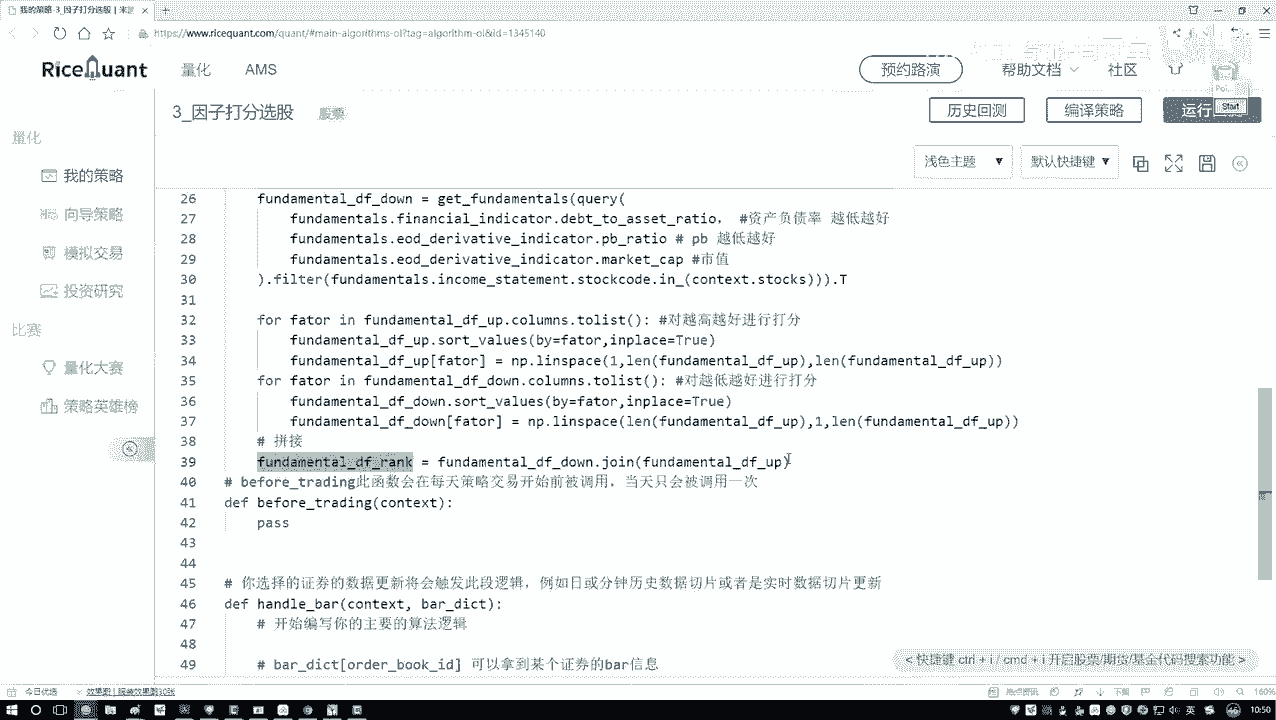 我的策略-3_因子打分选股 | 米筐
https://www.ricequant.com/quant/#main-algorithms-ol?tag=algorithm-ol&id=1345140
RiceQuant 量化 AMS 预约路演 帮助文档 社区
3_因子打分选股 股票 历史回测 编译策略 运行
Start
量化
浅色主题 默认快捷键
我的策略
向导策略
模拟交易
投资研究
比赛
量化大赛
策略英雄榜
26 fundamental_df_down = get_fundamentals(query(
27 fundamentals.financial_indicator.debt_to_asset_ratio, #资产负债率 越低越好
28 fundamentals.eod_derivative_indicator.pb_ratio # pb 越低越好
29 fundamentals.eod_derivative_indicator.market_cap #市值
30 ).filter(fundamentals.income_statement.stockcode.in_(context.stocks))).T
31
32 for fator in fundamental_df_up.columns.tolist(): #对越高越好进行打分
33 fundamental_df_up.sort_values(by=fator,inplace=True)
34 fundamental_df_up[fator] = np.linspace(1,len(fundamental_df_up),len(fundamental_df_up))
35 for fator in fundamental_df_down.columns.tolist(): #对越低越好进行打分
36 fundamental_df_down.sort_values(by=fator,inplace=True)
37 fundamental_df_down[fator] = np.linspace(len(fundamental_df_up),1,len(fundamental_df_up))
38 # 拼接
39 fundamental_df_rank = fundamental_df_down.join(fundamental_df_up)
40 # before_trading此函数会在每天策略交易开始前被调用，当天只会被调用一次
41 def before_trading(context):
42 pass
43
44
45 # 你选择的证券的数据更新将会触发此段逻辑，例如日或分钟历史数据切片或者是实时数据切片更新
46 def handle_bar(context, bar_dict):
47 # 开始编写你的主要的算法逻辑
48
49 # bar_dict[order_book_id] 可以拿到某个证券的bar信息
< 快捷键 ctrl + i / cmd + i 开启股票/期货/基金代码搜索功能 >
今日优选
160%
英
10:50